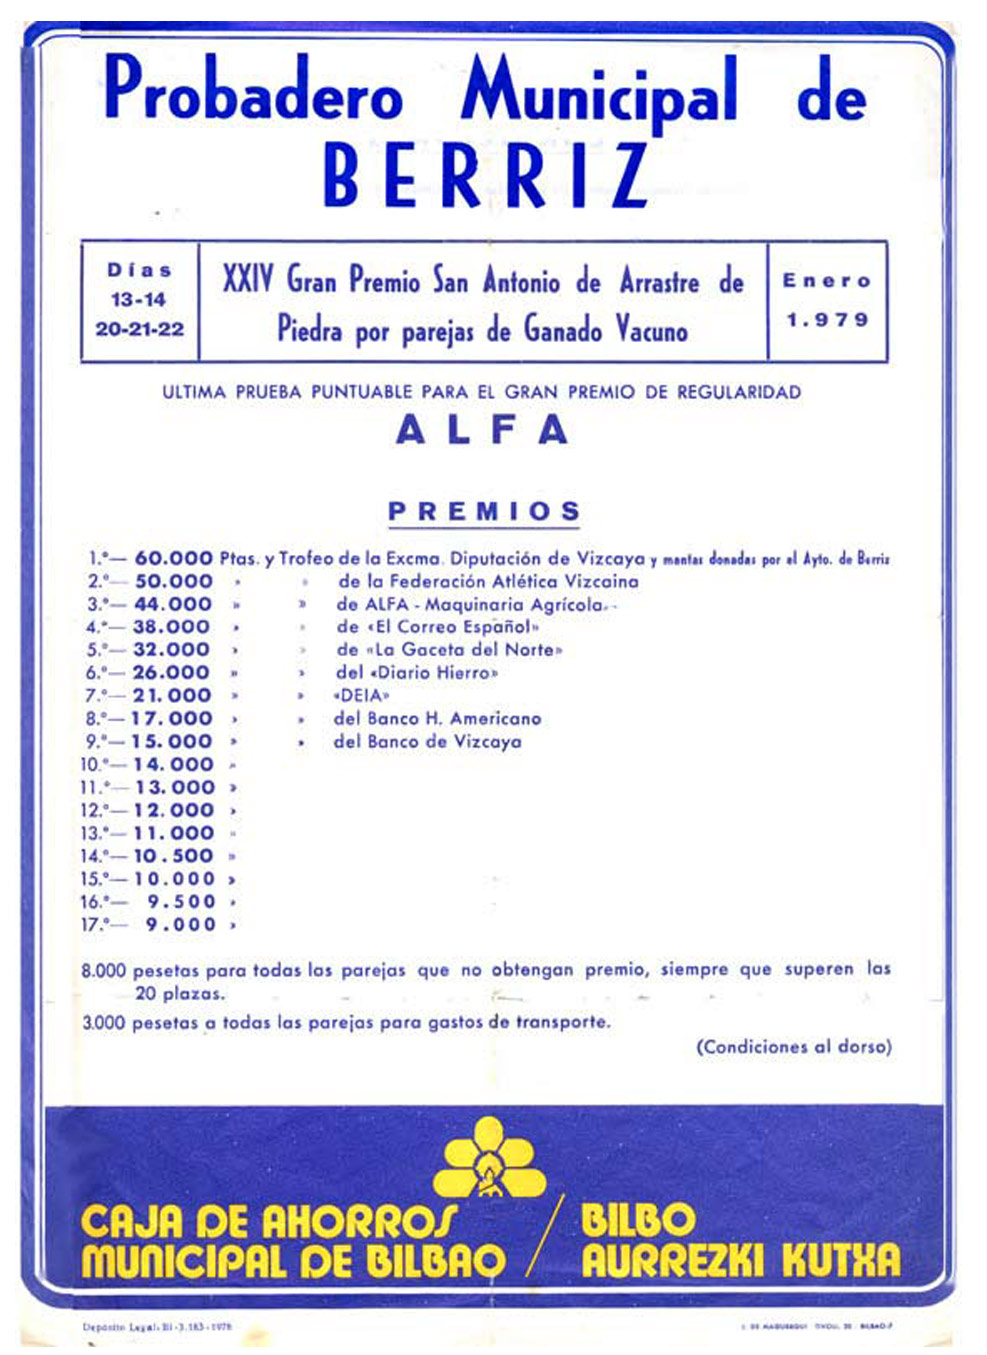 Probadero Municipal de
BERRIZ
Días
13-14
20-21-22
XXIV Gran Premio San Antonio de Arrastre de
Piedra por parejas de Ganado Vacuno
Enero
1.979
ULTIMA PRUEBA PUNTUABLE PARA EL GRAN PREMIO DE REGULARIDAD
ALFA
PREMIOS
1.º— 60.000 Ptas. y Trofeo de la Excma. Diputación de Vizcaya y mantas donadas por el Ayto. de Berriz
2.º— 50.000 » » de la Federación Atlética Vizcaina
3.º— 44.000 » » de ALFA - Maquinaria Agrícola
4.º— 38.000 » » de «El Correo Español»
5.º— 32.000 » » de «La Gaceta del Norte»
6.º— 26.000 » » del «Diario Hierro»
7.º— 21.000 » » «DEIA»
8.º— 17.000 » » del Banco H. Americano
9.º— 15.000 » » del Banco de Vizcaya
10.º— 14.000 »
11.º— 13.000 »
12.º— 12.000 »
13.º— 11.000 »
14.º— 10.500 »
15.º— 10.000 »
16.º— 9.500 »
17.º— 9.000 »
8.000 pesetas para todas las parejas que no obtengan premio, siempre que superen las
20 plazas.
3.000 pesetas a todas las parejas para gastos de transporte.
(Condiciones al dorso)
CAJA DE AHORROS
MUNICIPAL DE BILBAO
BILBO
AURREZKI KUTXA
Depósito Legal: BI-3.183-1978
DE BILBAO-7